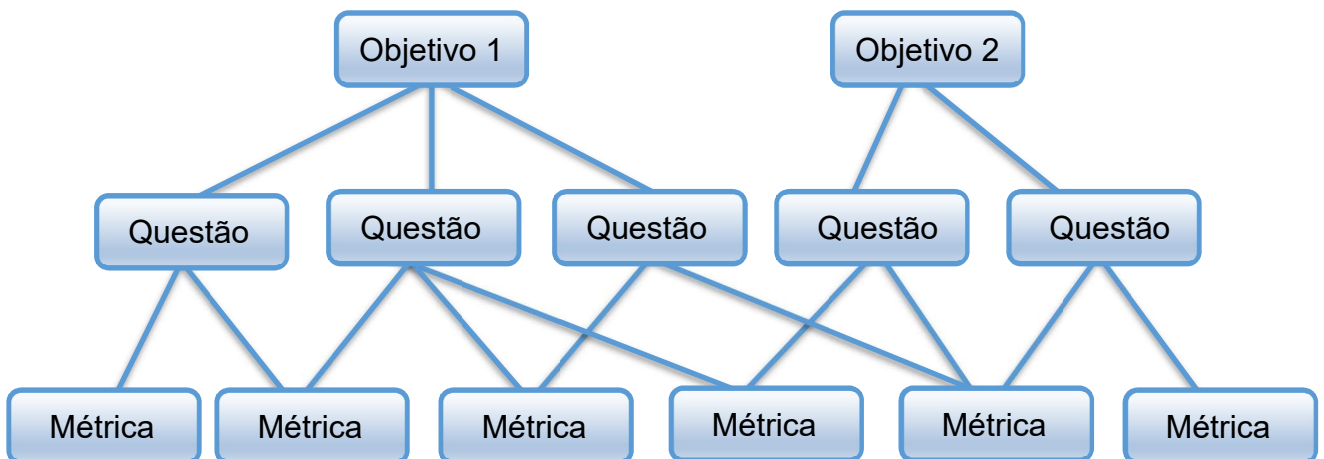 Objetivo 1
Objetivo 2
Questão
Questão
Questão
Questão
Questão
Métrica
Métrica
Métrica
Métrica
Métrica
Métrica